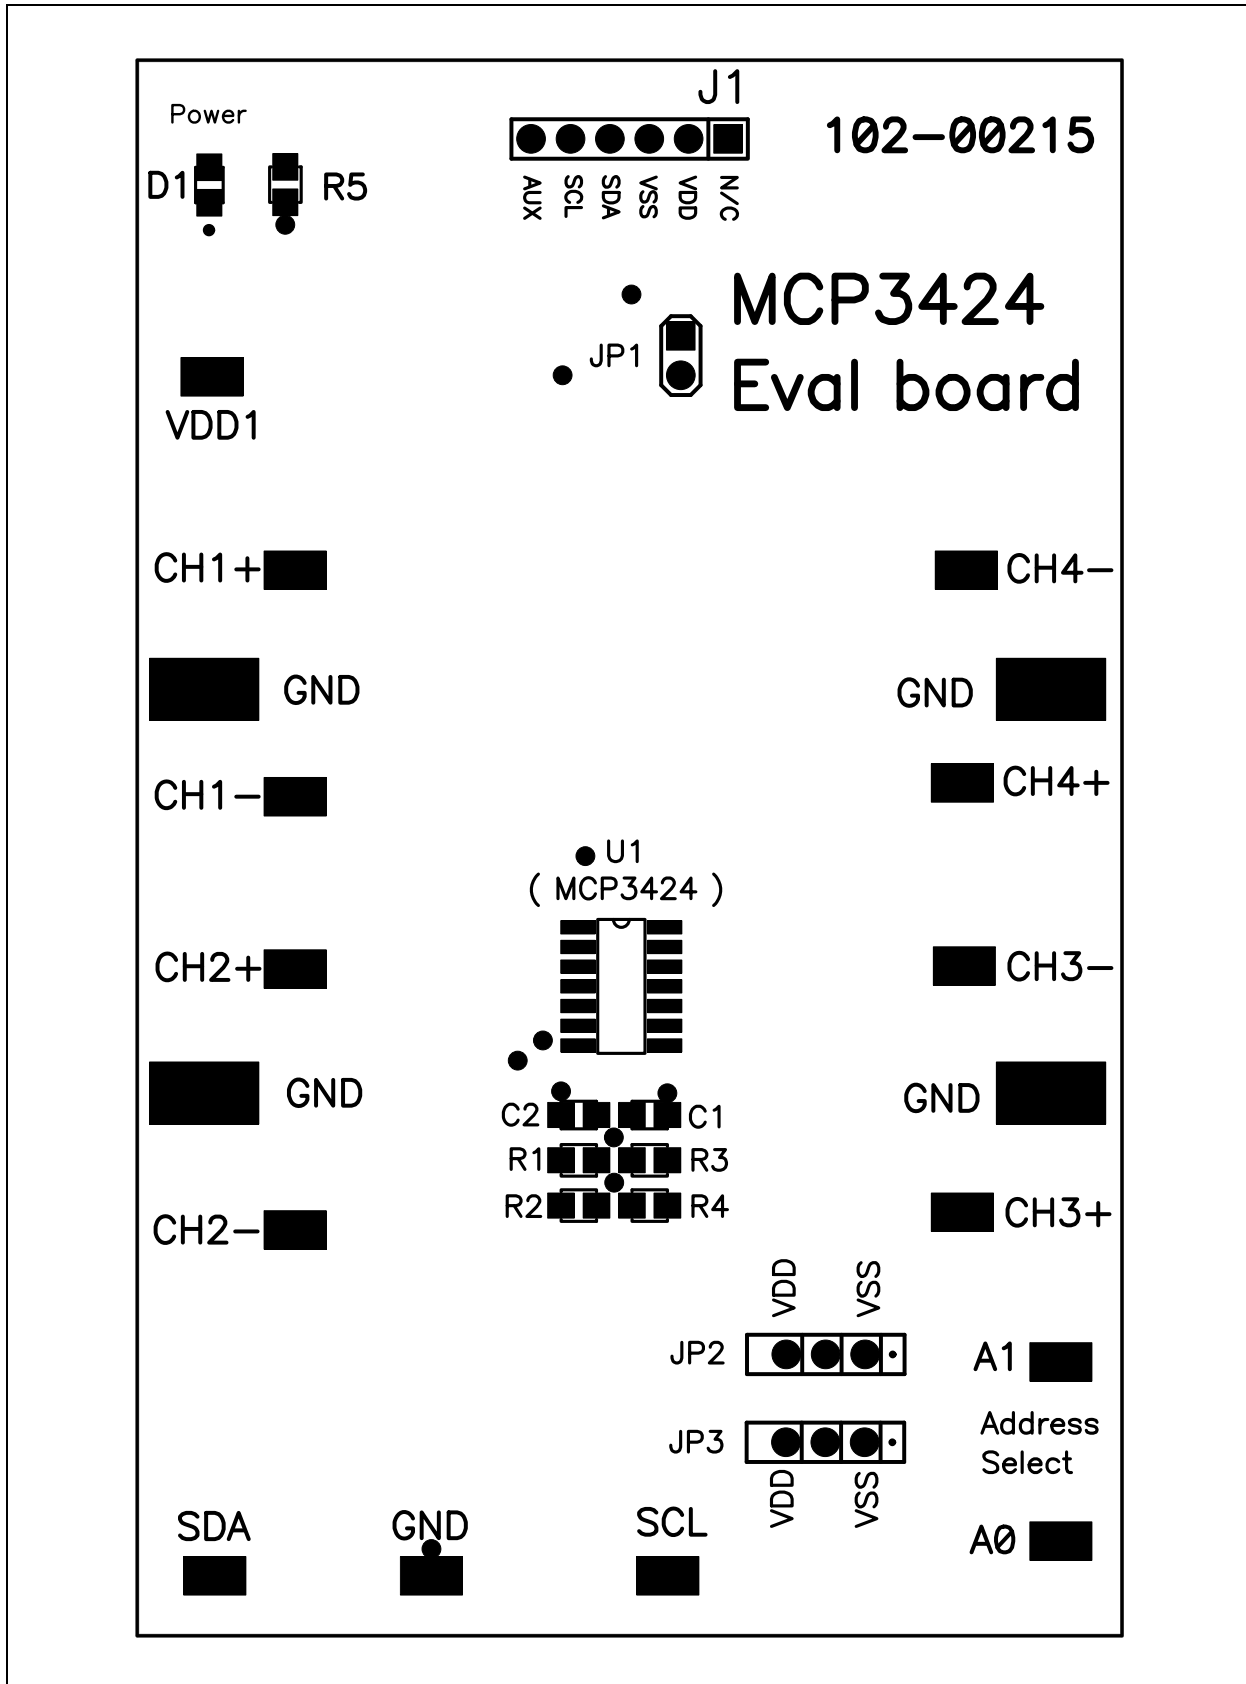 J1
Power
102-00215
D1
R5
AUX
SCL
SDA
VSS
VDD
N/C
MCP3424
JP1
Eval board
VDD1
CH1+
CH4-
GND
GND
CH1-
CH4+
U1
( MCP3424 )
CH2+
CH3-
GND
GND
C2
C1
R1
R3
R2
R4
CH2-
CH3+
VDD
VSS
JP2
A1
Address
Select
JP3
VDD
VSS
SDA
GND
SCL
A0